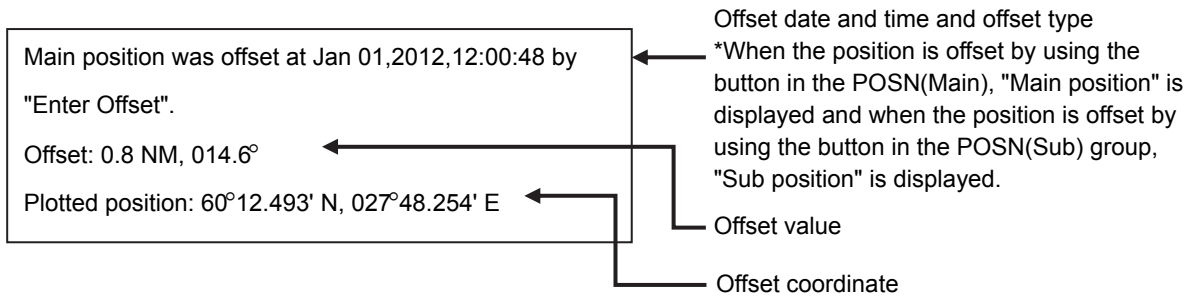 Main position was offset at Jan 01,2012,12:00:48 by
"Enter Offset".
Offset: 0.8 NM, 014.6°
Plotted position: 60°12.493' N, 027°48.254' E
Offset date and time and offset type
*When the position is offset by using the
button in the POSN(Main), "Main position" is
displayed and when the position is offset by
using the button in the POSN(Sub) group,
"Sub position" is displayed.
Offset value
Offset coordinate